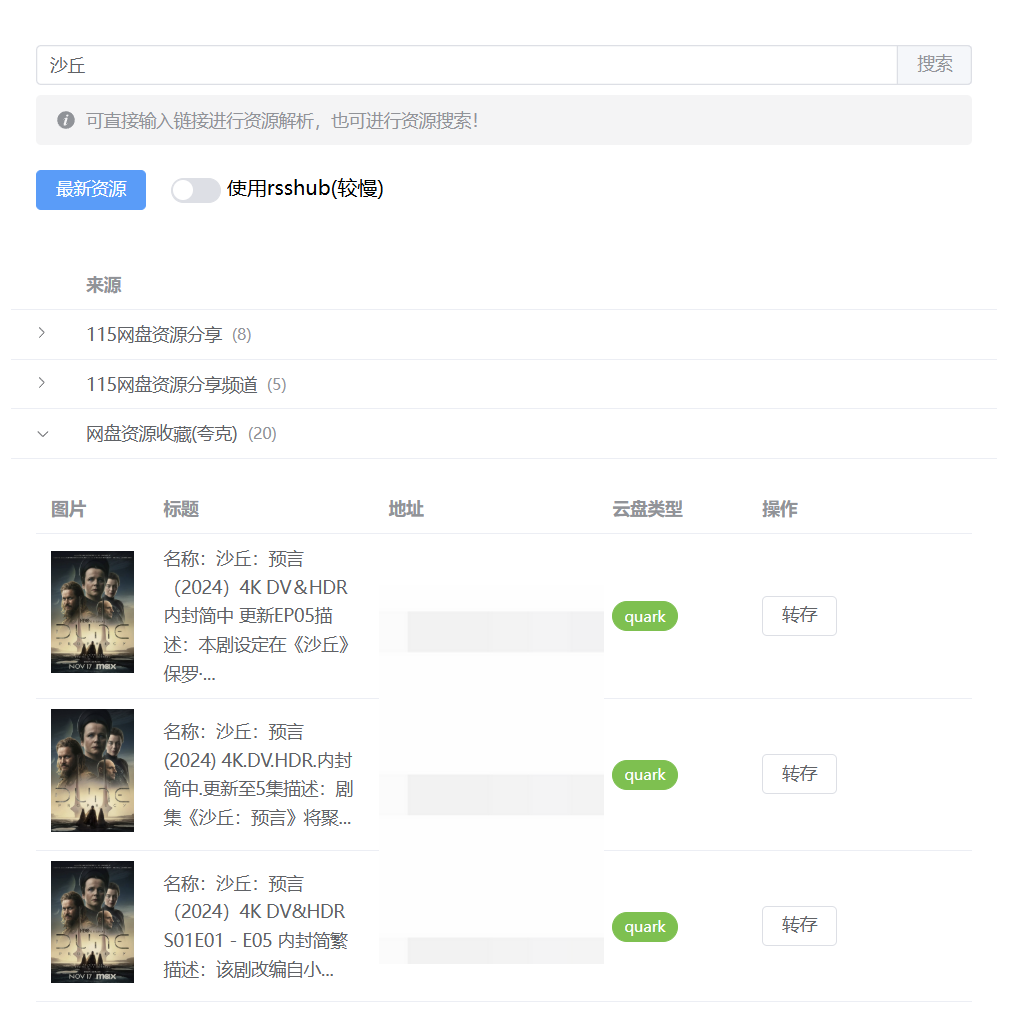 沙丘
搜索
可直接输入链接进行资源解析，也可进行资源搜索！
最新资源
使用rsshub(较慢)
来源
115网盘资源分享 (8)
115网盘资源分享频道 (5)
网盘资源收藏(夸克) (20)
图片 标题 地址 云盘类型 操作
名称：沙丘：预言
（2024）4K DV＆HDR
内封简中 更新EP05描
述：本剧设定在《沙丘》
保罗·...
DUNE
NOV 17 max
quark
转存
名称：沙丘：预言
(2024) 4K.DV.HDR.内封
简中.更新至5集描述：剧
集《沙丘：预言》将聚...
DUNE
quark
转存
名称：沙丘：预言
（2024）4K DV&HDR
S01E01 - E05 内封简繁
描述：该剧改编自小...
DUNE
NOV 17 max
quark
转存